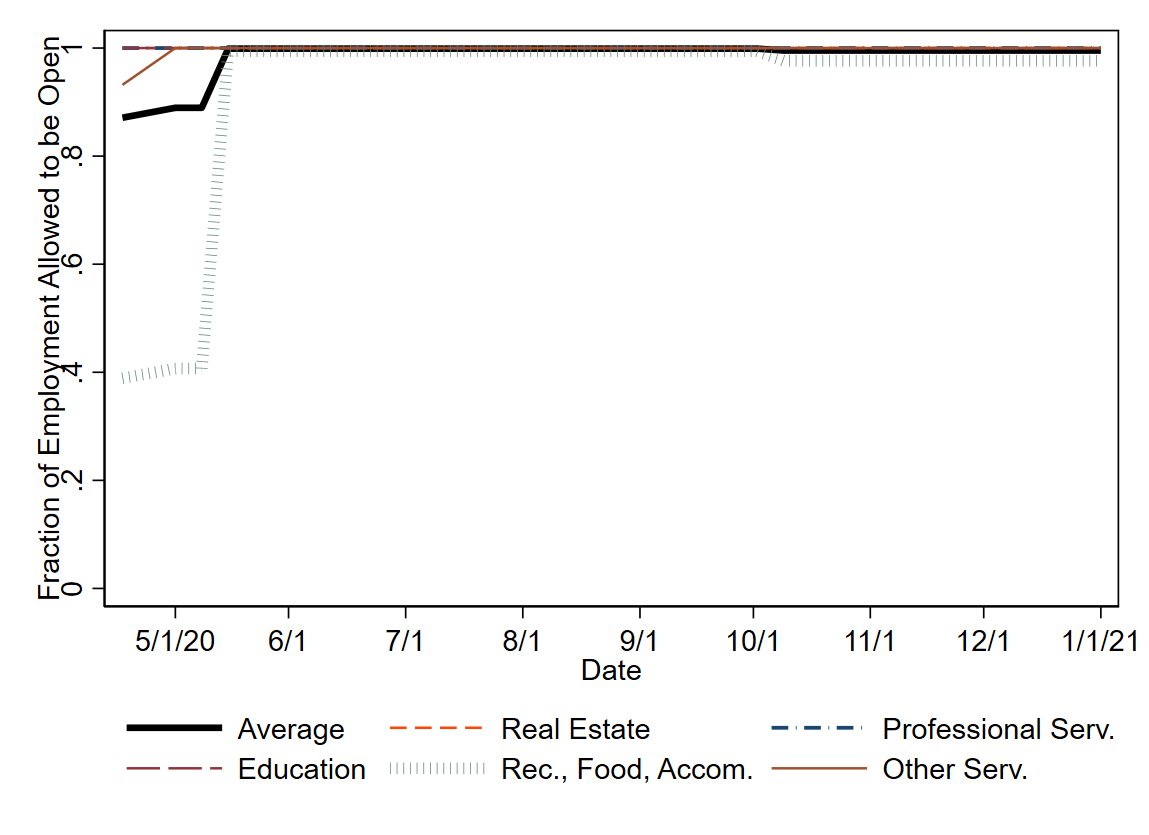 Fraction of Employment Allowed to be Open
1
.8
.6
.4
.2
0
5/1/20 6/1 7/1 8/1 9/1 10/1 11/1 12/1 1/1/21
Date
Average Real Estate Professional Serv.
Education Rec., Food, Accom. Other Serv.